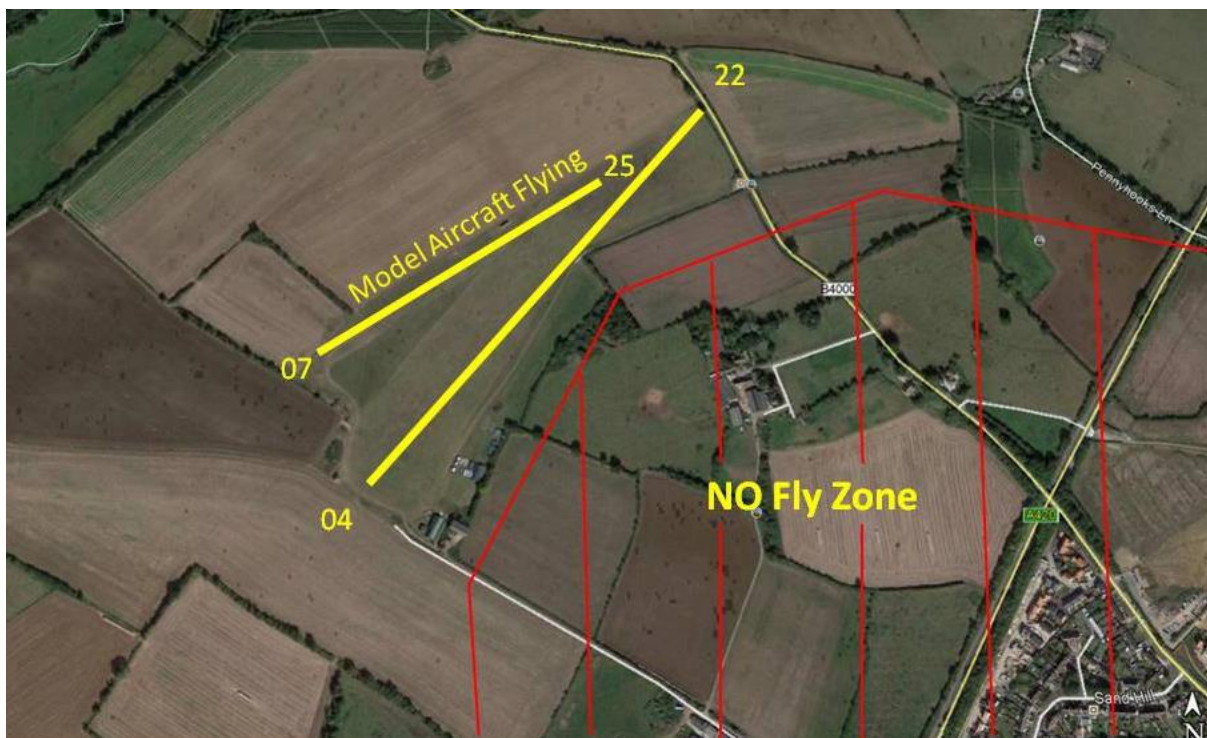 22
25
Model Aircraft Flying
07
04
Pennyhooks Ln
B4000
NO Fly Zone
A420
Sand Hill
N